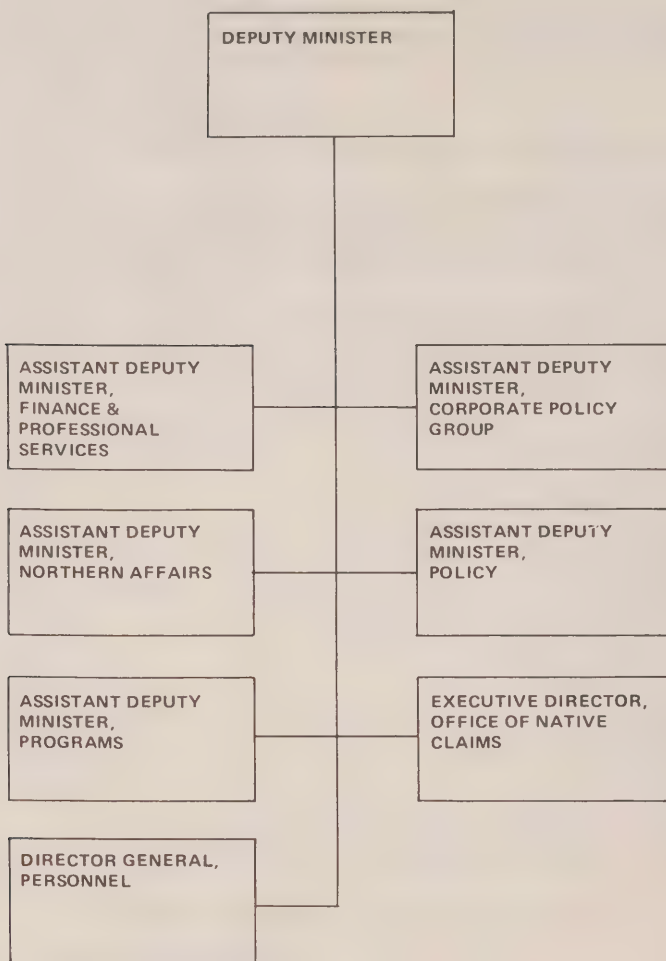 DEPUTY MINISTER
ASSISTANT DEPUTY
MINISTER,
FINANCE &
PROFESSIONAL
SERVICES
ASSISTANT DEPUTY
MINISTER,
CORPORATE POLICY
GROUP
ASSISTANT DEPUTY
MINISTER,
NORTHERN AFFAIRS
ASSISTANT DEPUTY
MINISTER,
POLICY
ASSISTANT DEPUTY
MINISTER,
PROGRAMS
EXECUTIVE DIRECTOR,
OFFICE OF NATIVE
CLAIMS
DIRECTOR GENERAL,
PERSONNEL